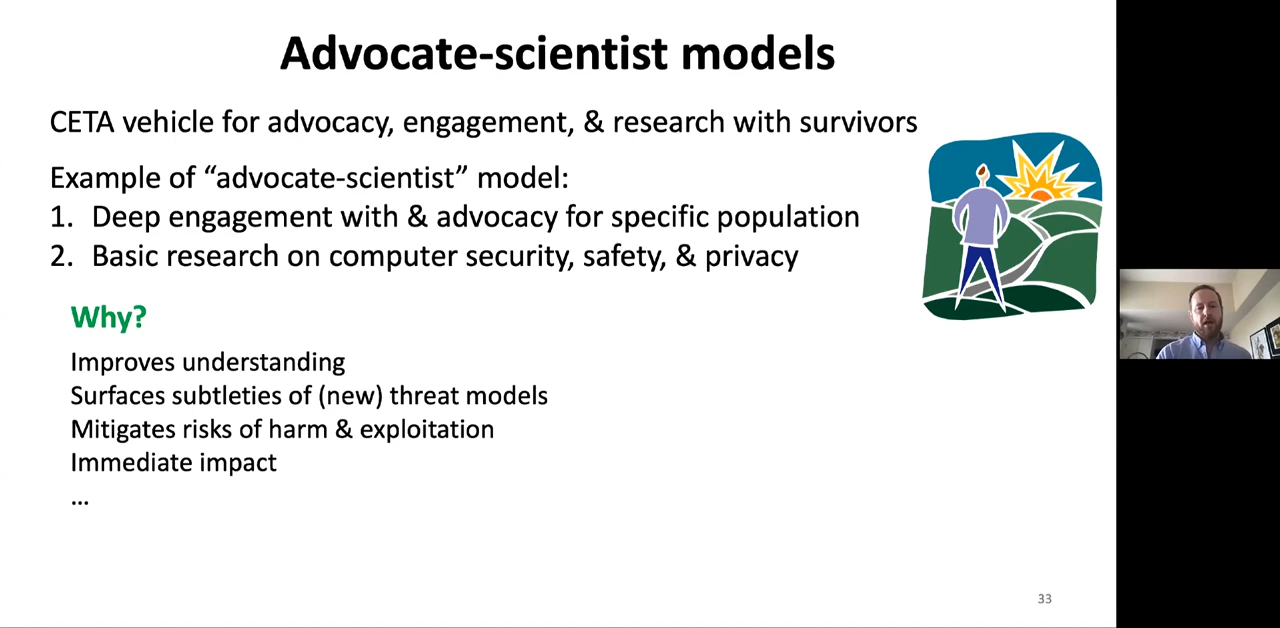 Advocate-scientist models
CETA vehicle for advocacy, engagement, & research with survivors
Example of “advocate-scientist” model:
1. Deep engagement with & advocacy for specific population
2. Basic research on computer security, safety, & privacy
Why?
Improves understanding
Surfaces subtleties of (new) threat models
Mitigates risks of harm & exploitation
Immediate impact
...
33